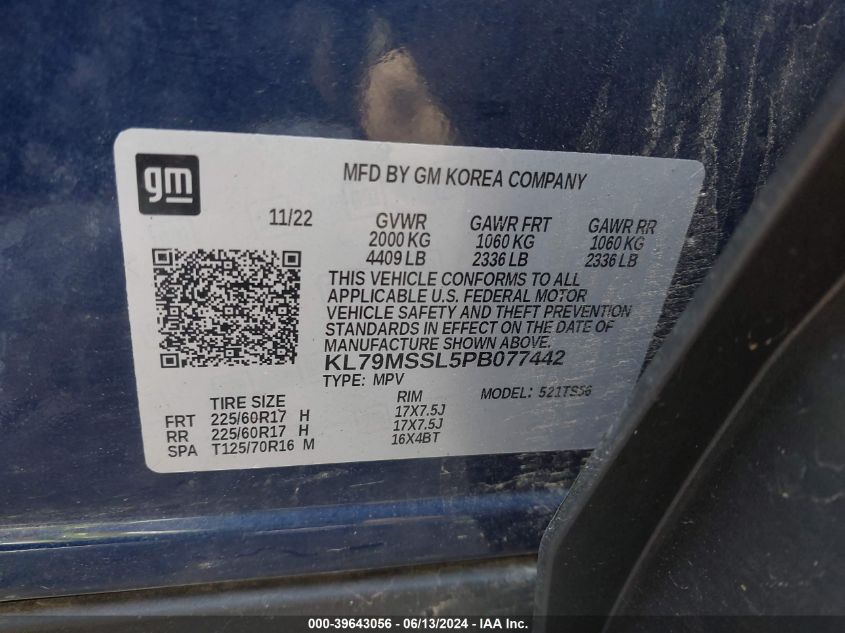 gm
MFD BY GM KOREA COMPANY
11/22 GVWR GAWR FRT GAWR RR
2000 KG 1060 KG 1060 KG
4409 LB 2336 LB 2336 LB
THIS VEHICLE CONFORMS TO ALL
APPLICABLE U.S. FEDERAL MOTOR
VEHICLE SAFETY AND THEFT PREVENTION
STANDARDS IN EFFECT ON THE DATE OF
MANUFACTURE SHOWN ABOVE.
KL79MSSL5PB077442
TYPE: MPV MODEL: 521TS56
TIRE SIZE RIM
FRT 225/60R17 H 17X7.5J
RR 225/60R17 H 17X7.5J
SPA T125/70R16 M 16X4BT
000-39643056 - 06/13/2024 - IAAI.com